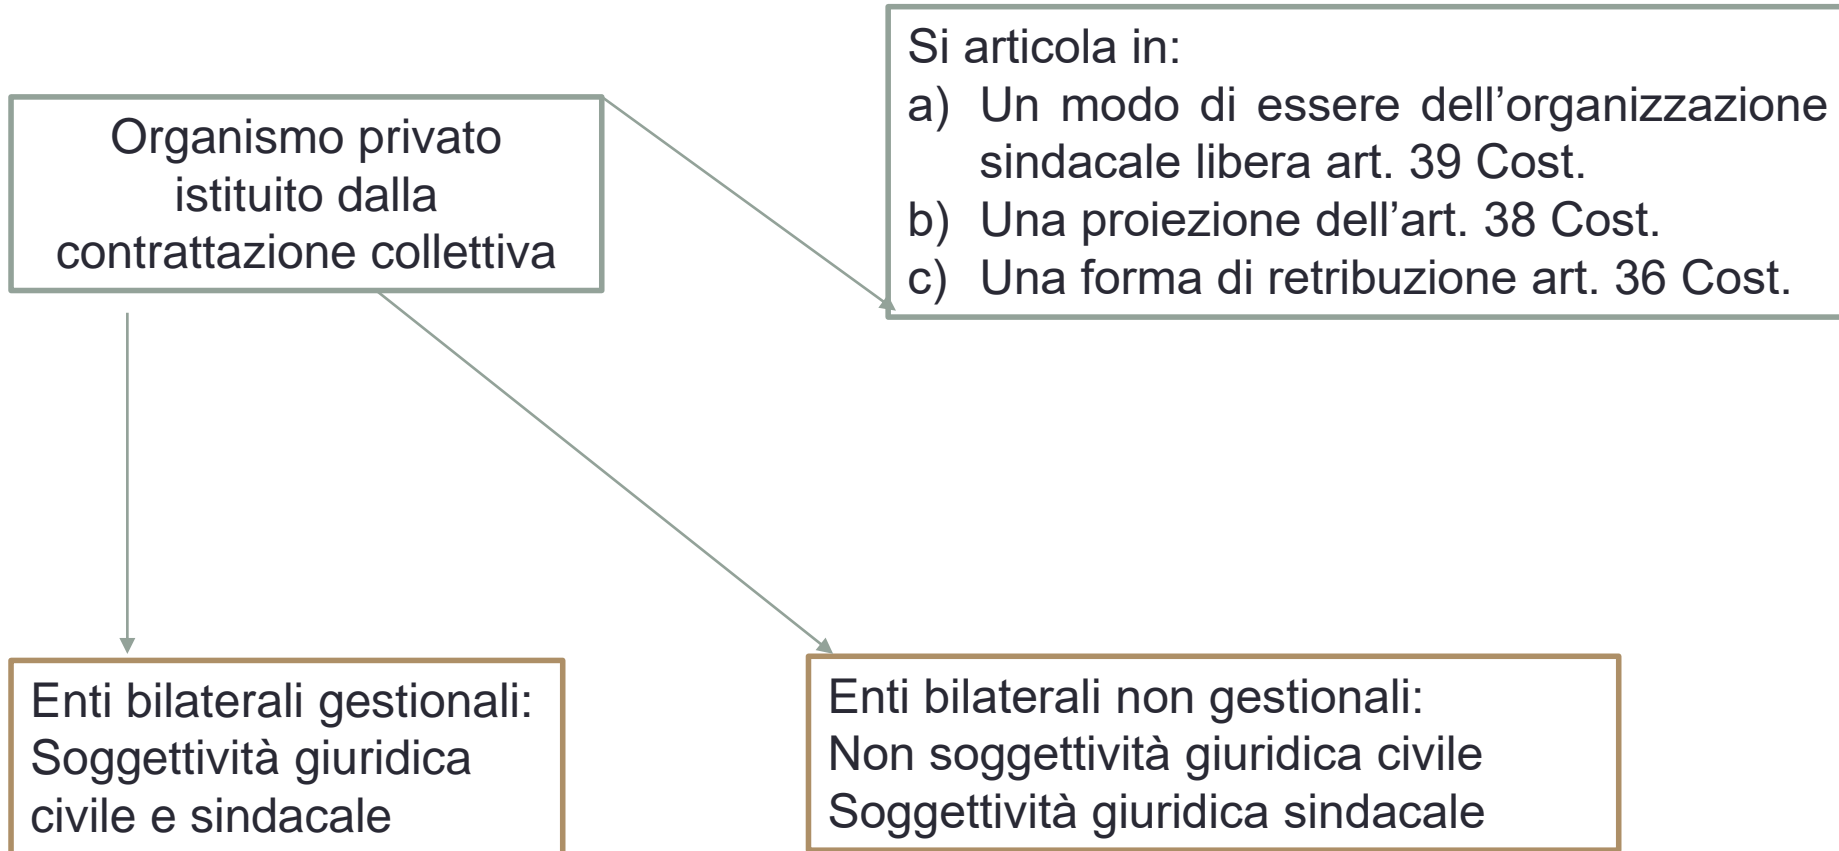 Organismo privato
istituito dalla
contrattazione collettiva
Si articola in:
a) Un modo di essere dell’organizzazione
sindacale libera art. 39 Cost.
b) Una proiezione dell’art. 38 Cost.
c) Una forma di retribuzione art. 36 Cost.
Enti bilaterali gestionali:
Soggettività giuridica
civile e sindacale
Enti bilaterali non gestionali:
Non soggettività giuridica civile
Soggettività giuridica sindacale